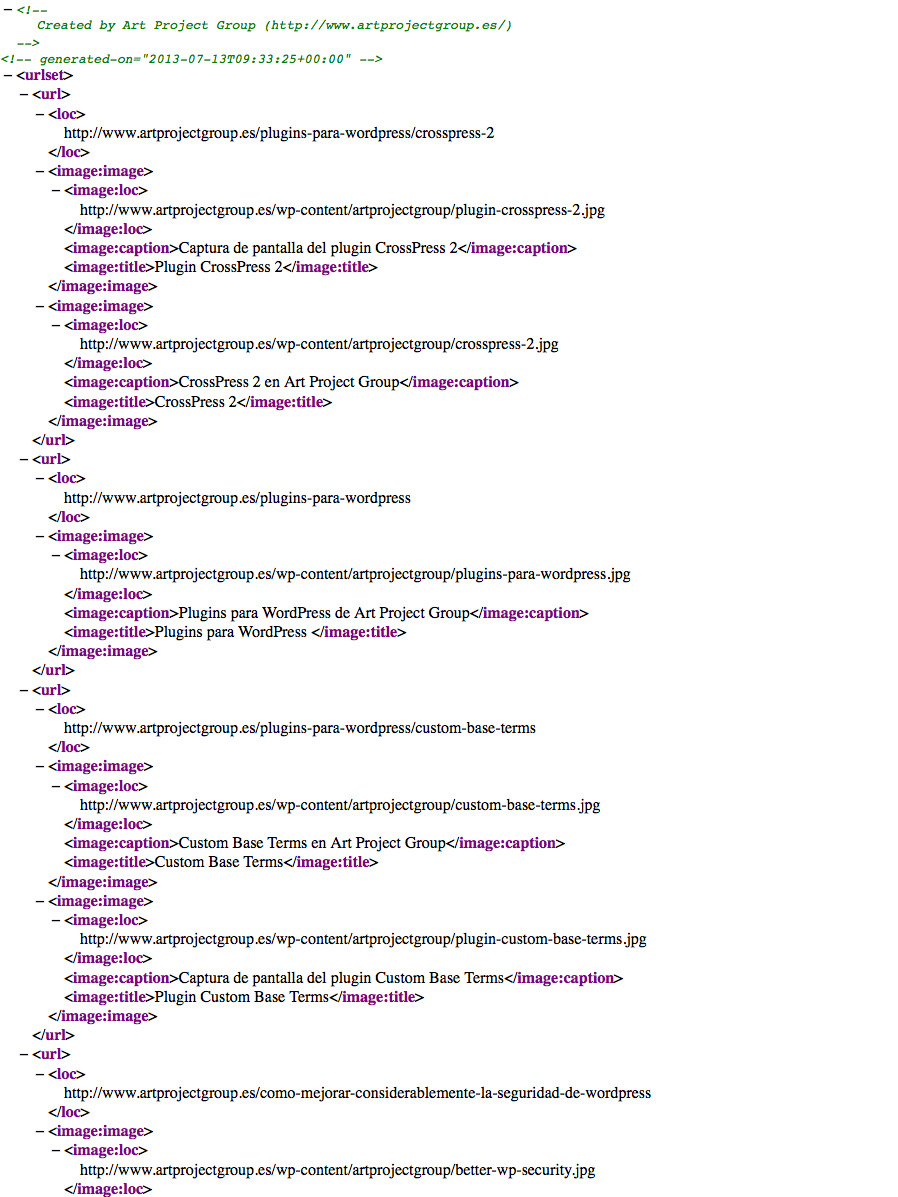 − <!--
Created by Art Project Group (http://www.artprojectgroup.es/)
-->
<!-- generated-on="2013-07-13T09:33:25+00:00" -->
− <urlset>
− <url>
− <loc>
http://www.artprojectgroup.es/plugins-para-wordpress/crosspress-2
</loc>
− <image:image>
− <image:loc>
http://www.artprojectgroup.es/wp-content/artprojectgroup/plugin-crosspress-2.jpg
</image:loc>
<image:caption>Captura de pantalla del plugin CrossPress 2</image:caption>
<image:title>Plugin CrossPress 2</image:title>
</image:image>
− <image:image>
− <image:loc>
http://www.artprojectgroup.es/wp-content/artprojectgroup/crosspress-2.jpg
</image:loc>
<image:caption>CrossPress 2 en Art Project Group</image:caption>
<image:title>CrossPress 2</image:title>
</image:image>
</url>
− <url>
− <loc>
http://www.artprojectgroup.es/plugins-para-wordpress
</loc>
− <image:image>
− <image:loc>
http://www.artprojectgroup.es/wp-content/artprojectgroup/plugins-para-wordpress.jpg
</image:loc>
<image:caption>Plugins para WordPress de Art Project Group</image:caption>
<image:title>Plugins para WordPress </image:title>
</image:image>
</url>
− <url>
− <loc>
http://www.artprojectgroup.es/plugins-para-wordpress/custom-base-terms
</loc>
− <image:image>
− <image:loc>
http://www.artprojectgroup.es/wp-content/artprojectgroup/custom-base-terms.jpg
</image:loc>
<image:caption>Custom Base Terms en Art Project Group</image:caption>
<image:title>Custom Base Terms</image:title>
</image:image>
− <image:image>
− <image:loc>
http://www.artprojectgroup.es/wp-content/artprojectgroup/plugin-custom-base-terms.jpg
</image:loc>
<image:caption>Captura de pantalla del plugin Custom Base Terms</image:caption>
<image:title>Plugin Custom Base Terms</image:title>
</image:image>
</url>
− <url>
− <loc>
http://www.artprojectgroup.es/como-mejorar-considerablemente-la-seguridad-de-wordpress
</loc>
− <image:image>
− <image:loc>
http://www.artprojectgroup.es/wp-content/artprojectgroup/better-wp-security.jpg
</image:loc>